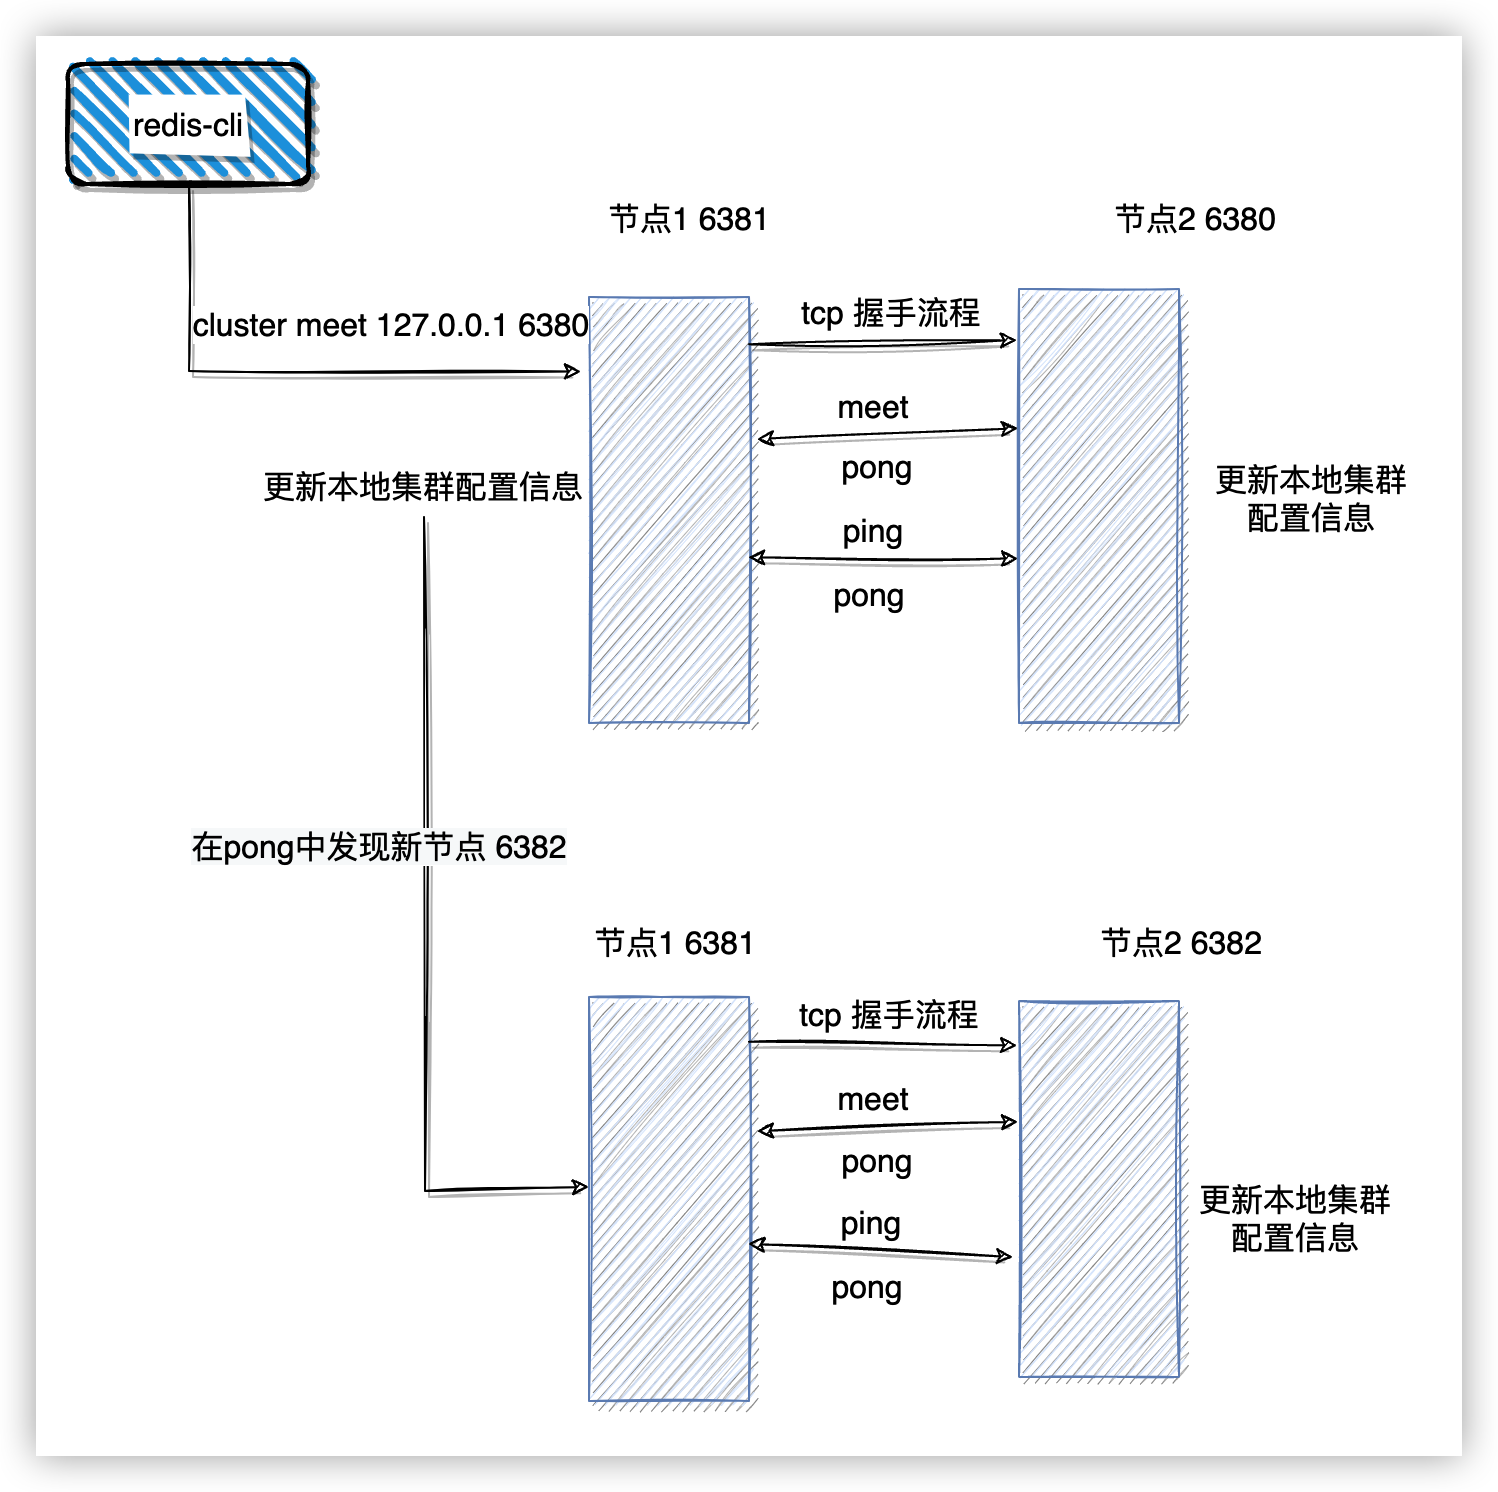 redis-cli
节点1 6381
节点2 6380
cluster meet 127.0.0.1 6380
tcp 握手流程
meet
pong
更新本地集群配置信息
更新本地集群
配置信息
ping
pong
在pong中发现新节点 6382
节点1 6381
节点2 6382
tcp 握手流程
meet
pong
更新本地集群
配置信息
ping
pong